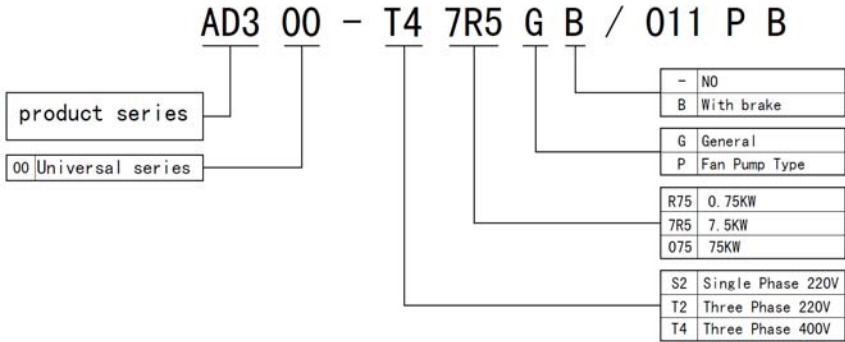 AD3 00 - T4 7R5 G B / 011 P B
- NO
B With brake
product series
G General
P Fan Pump Type
00 Universal series
R75 0.75KW
7R5 7.5KW
075 75KW
S2 Single Phase 220V
T2 Three Phase 220V
T4 Three Phase 400V